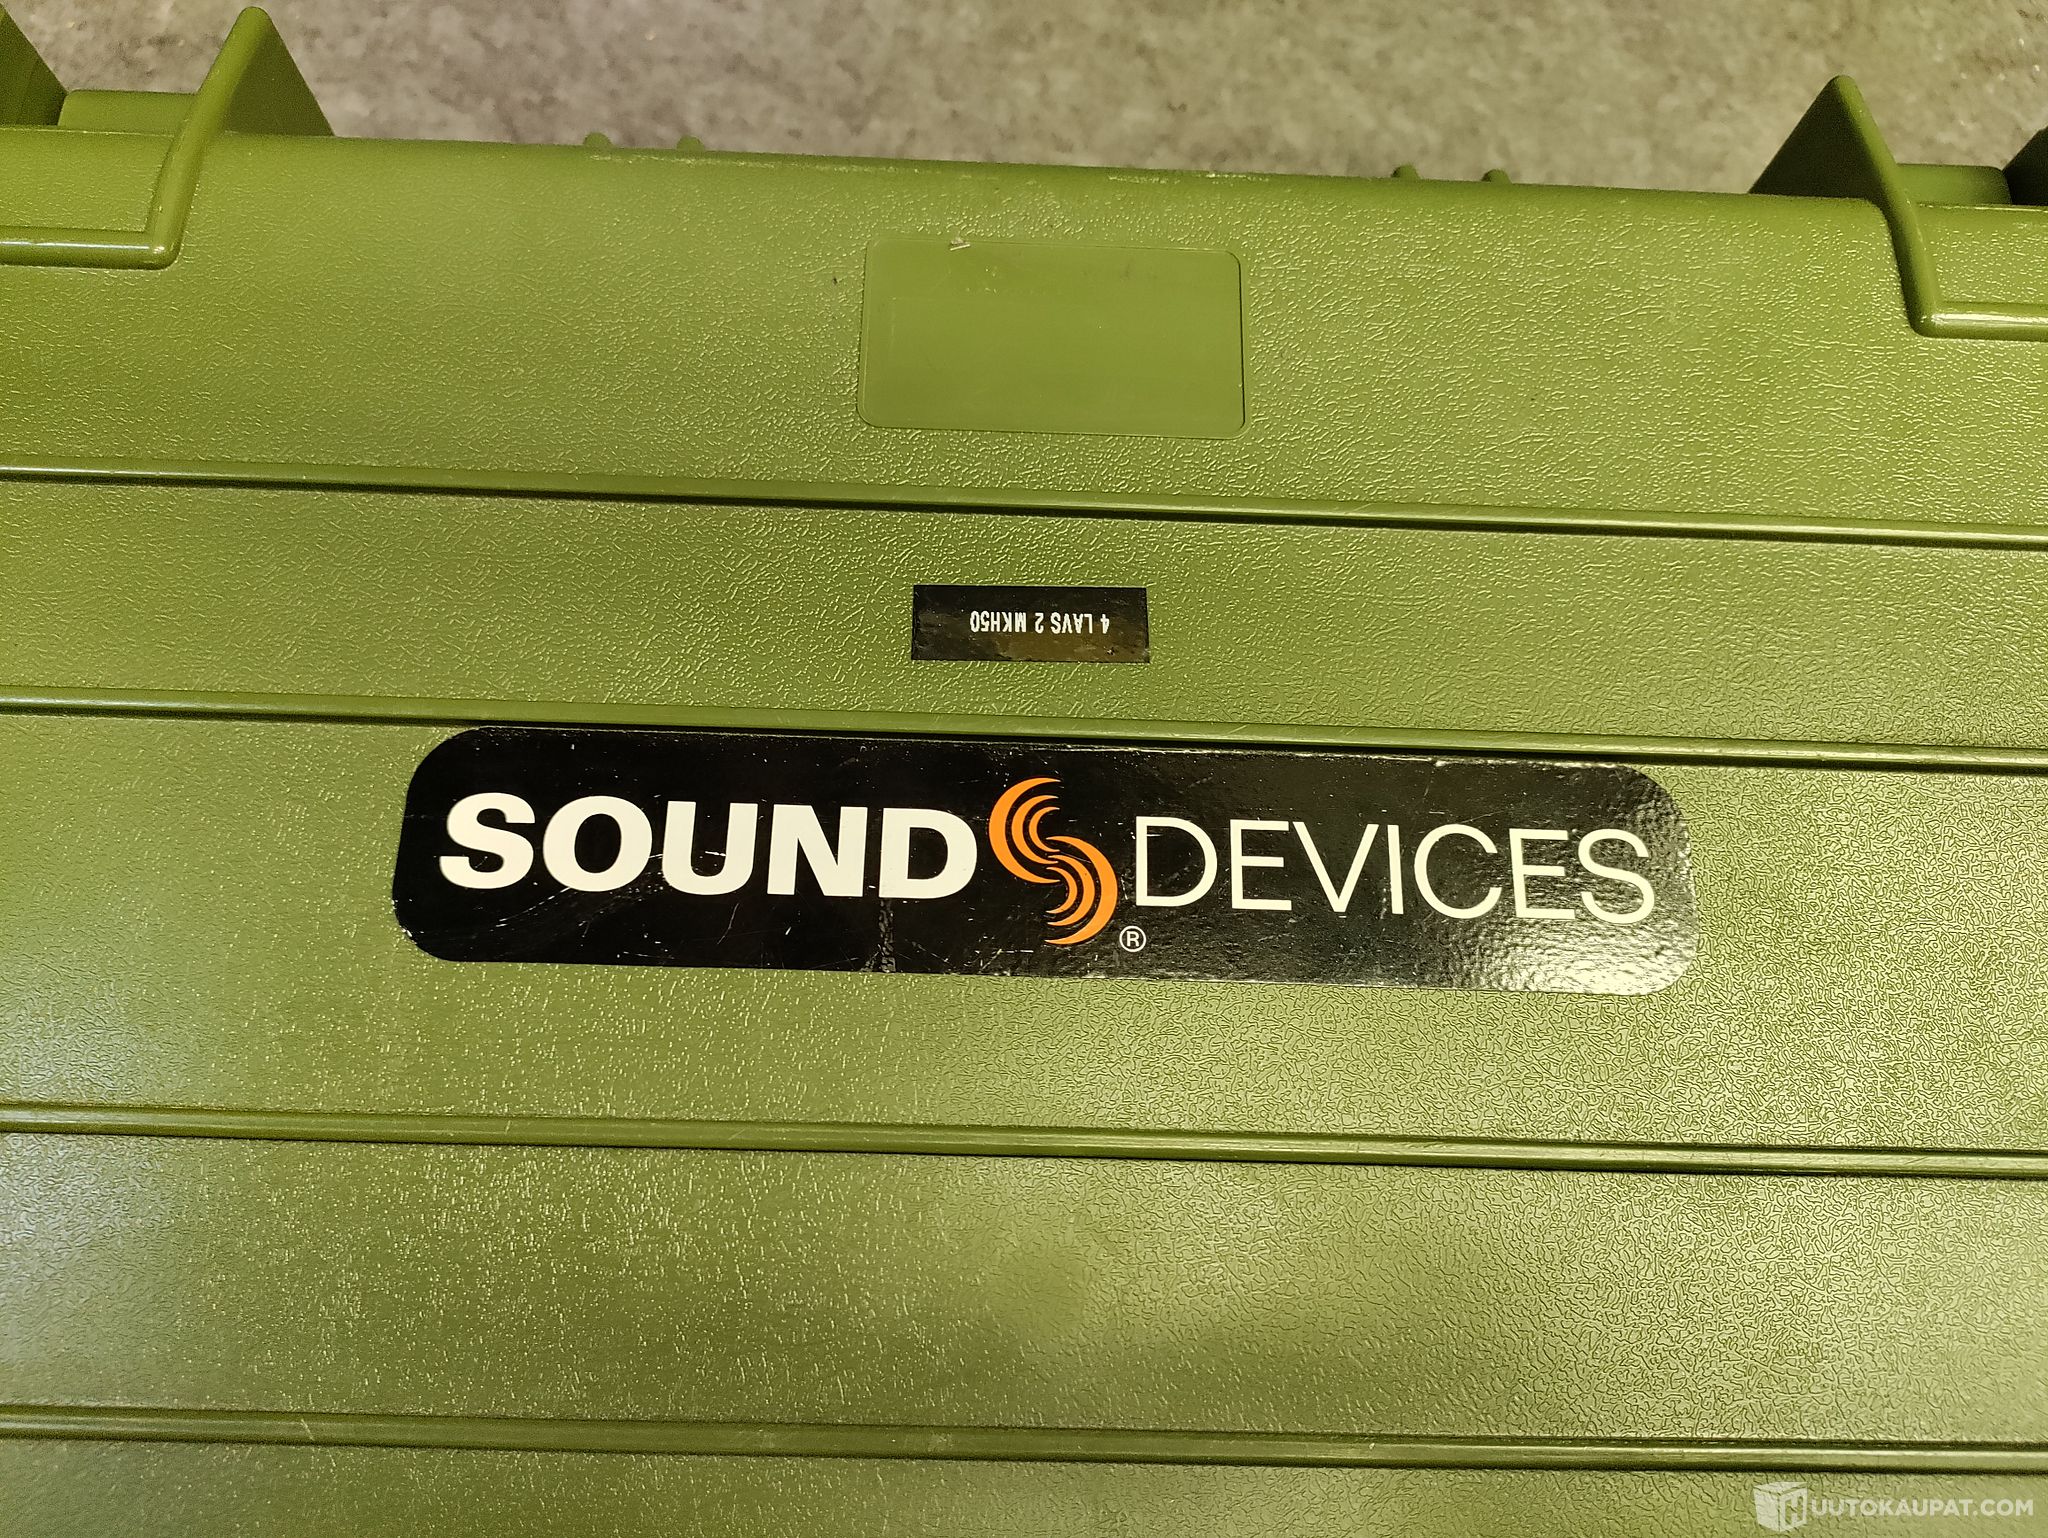 4 LAVS 2 MKH50
SOUND DEVICES
®
HUUTOKAUPAT.COM